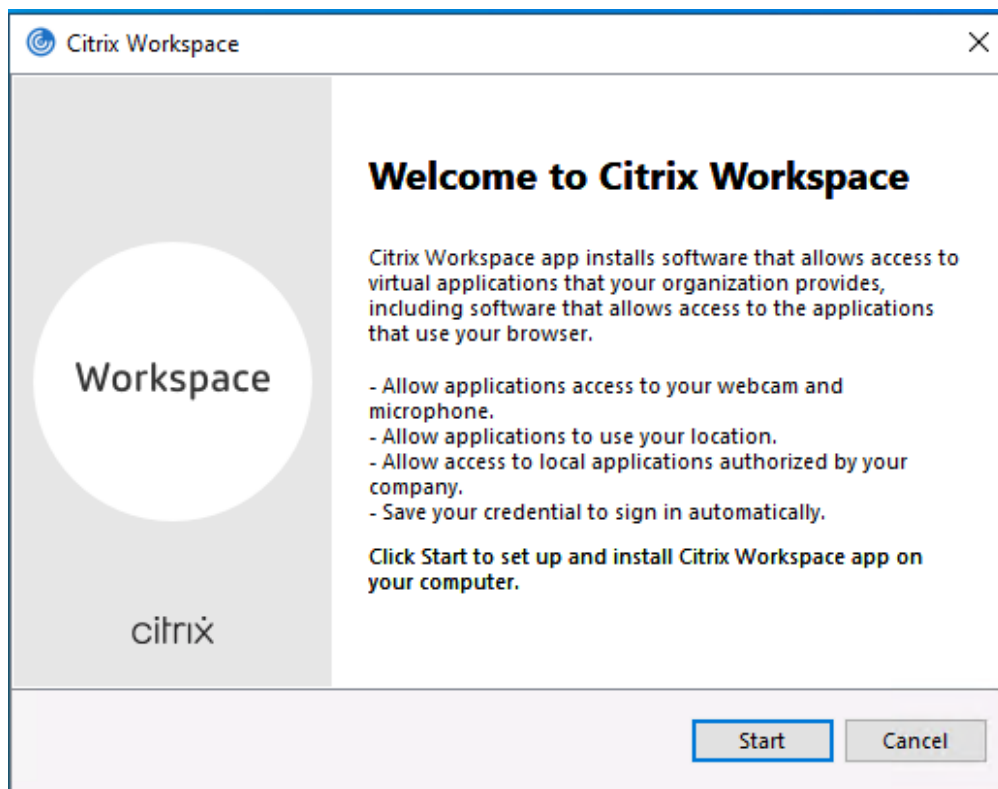 Citrix Workspace
Welcome to Citrix Workspace
Citrix Workspace app installs software that allows access to
virtual applications that your organization provides,
including software that allows access to the applications
that use your browser.
- Allow applications access to your webcam and
microphone.
- Allow applications to use your location.
- Allow access to local applications authorized by your
company.
- Save your credential to sign in automatically.
Click Start to set up and install Citrix Workspace app on
your computer.
Workspace
citrix
Start
Cancel